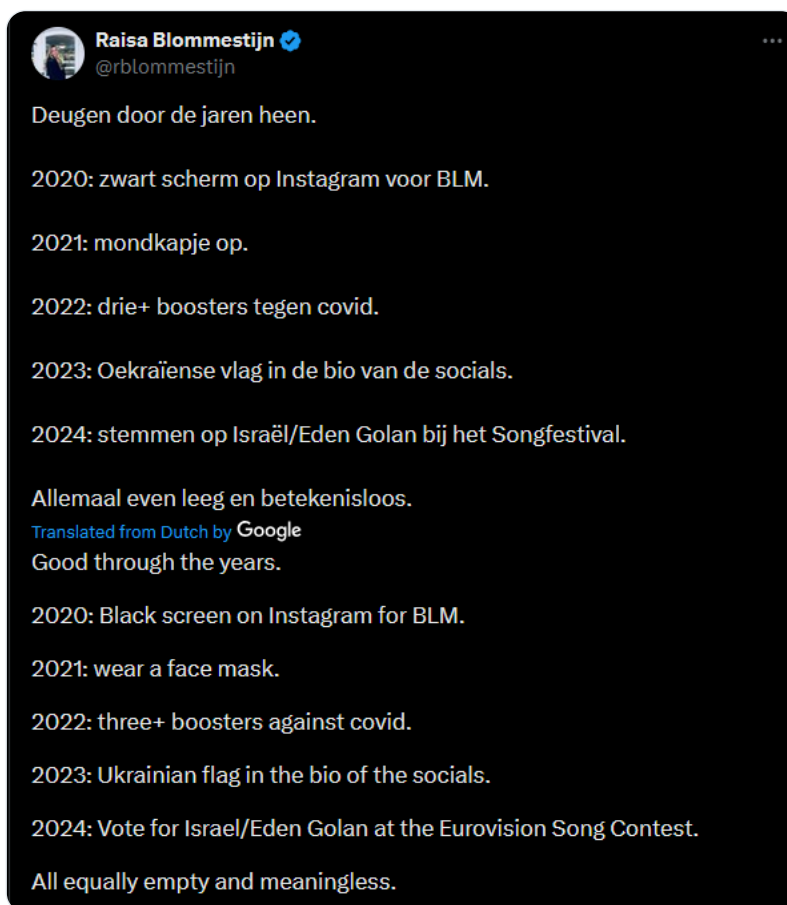 Raisa Blommestijn
@rblommestijn
Deugen door de jaren heen.
2020: zwart scherm op Instagram voor BLM.
2021: mondkapje op.
2022: drie+ boosters tegen covid.
2023: Oekraïense vlag in de bio van de socials.
2024: stemmen op Israël/Eden Golan bij het Songfestival.
Allemaal even leeg en betekenisloos.
Translated from Dutch by Google
Good through the years.
2020: Black screen on Instagram for BLM.
2021: wear a face mask.
2022: three+ boosters against covid.
2023: Ukrainian flag in the bio of the socials.
2024: Vote for Israel/Eden Golan at the Eurovision Song Contest.
All equally empty and meaningless.